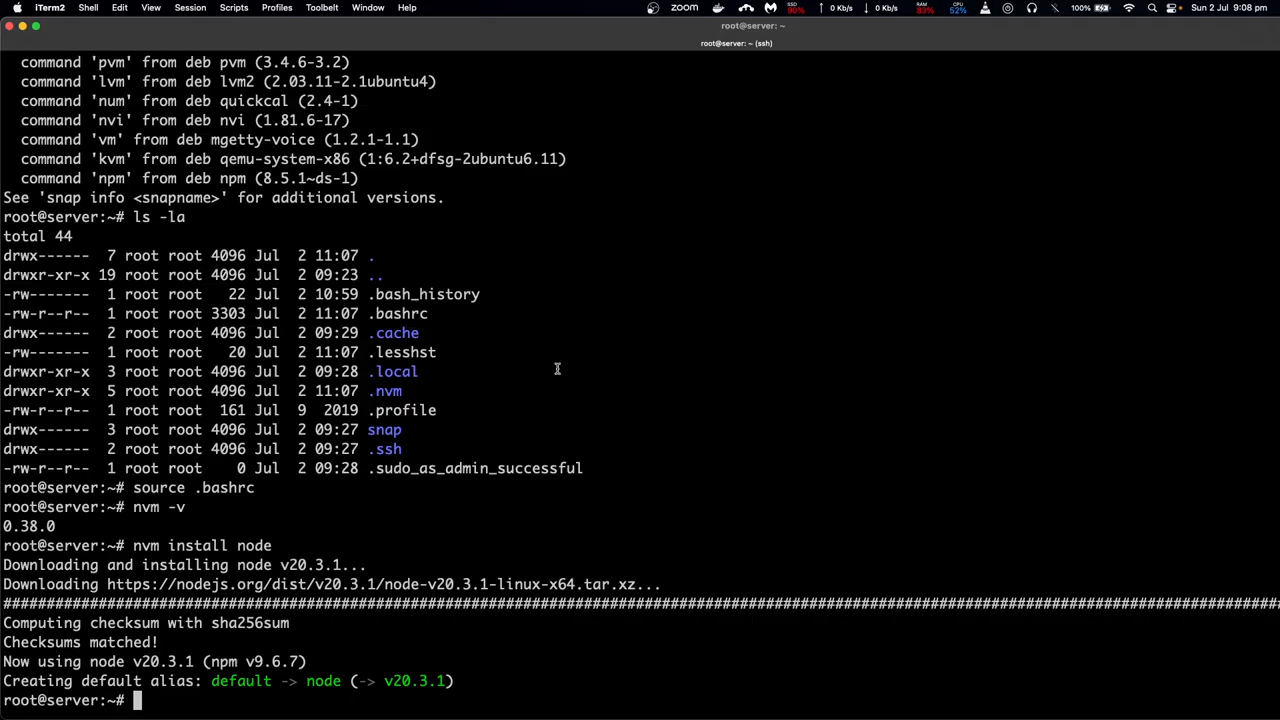 iTerm2 Shell Edit View Session Scripts Profiles Toolbelt Window Help zoom SSD 90% 0 Kb/s 0 Kb/s RAM 83% CPU 52% 100% Sun 2 Jul 9:08 pm
root@server: ~
root@server: ~ (ssh)
command 'pvm' from deb pvm (3.4.6-3.2)
command 'lvm' from deb lvm2 (2.03.11-2.1ubuntu4)
command 'num' from deb quickcal (2.4-1)
command 'nvi' from deb nvi (1.81.6-17)
command 'vm' from deb mgetty-voice (1.2.1-1.1)
command 'kvm' from deb qemu-system-x86 (1:6.2+dfsg-2ubuntu6.11)
command 'npm' from deb npm (8.5.1~ds-1)
See 'snap info <snapname>' for additional versions.
root@server:~# ls -la
total 44
drwx------  7 root root 4096 Jul  2 11:07 .
drwxr-xr-x 19 root root 4096 Jul  2 09:23 ..
-rw-------  1 root root   22 Jul  2 10:59 .bash_history
-rw-r--r--  1 root root 3303 Jul  2 11:07 .bashrc
drwx------  2 root root 4096 Jul  2 09:29 .cache
-rw-------  1 root root   20 Jul  2 11:07 .lesshst
drwxr-xr-x  3 root root 4096 Jul  2 09:28 .local
drwxr-xr-x  5 root root 4096 Jul  2 11:07 .nvm
-rw-r--r--  1 root root  161 Jul  9  2019 .profile
drwx------  3 root root 4096 Jul  2 09:27 snap
drwx------  2 root root 4096 Jul  2 09:27 .ssh
-rw-r--r--  1 root root    0 Jul  2 09:28 .sudo_as_admin_successful
root@server:~# source .bashrc
root@server:~# nvm -v
0.38.0
root@server:~# nvm install node
Downloading and installing node v20.3.1...
Downloading https://nodejs.org/dist/v20.3.1/node-v20.3.1-linux-x64.tar.xz...
####################################################################################################################################################
Computing checksum with sha256sum
Checksums matched!
Now using node v20.3.1 (npm v9.6.7)
Creating default alias: default -> node (-> v20.3.1)
root@server:~#